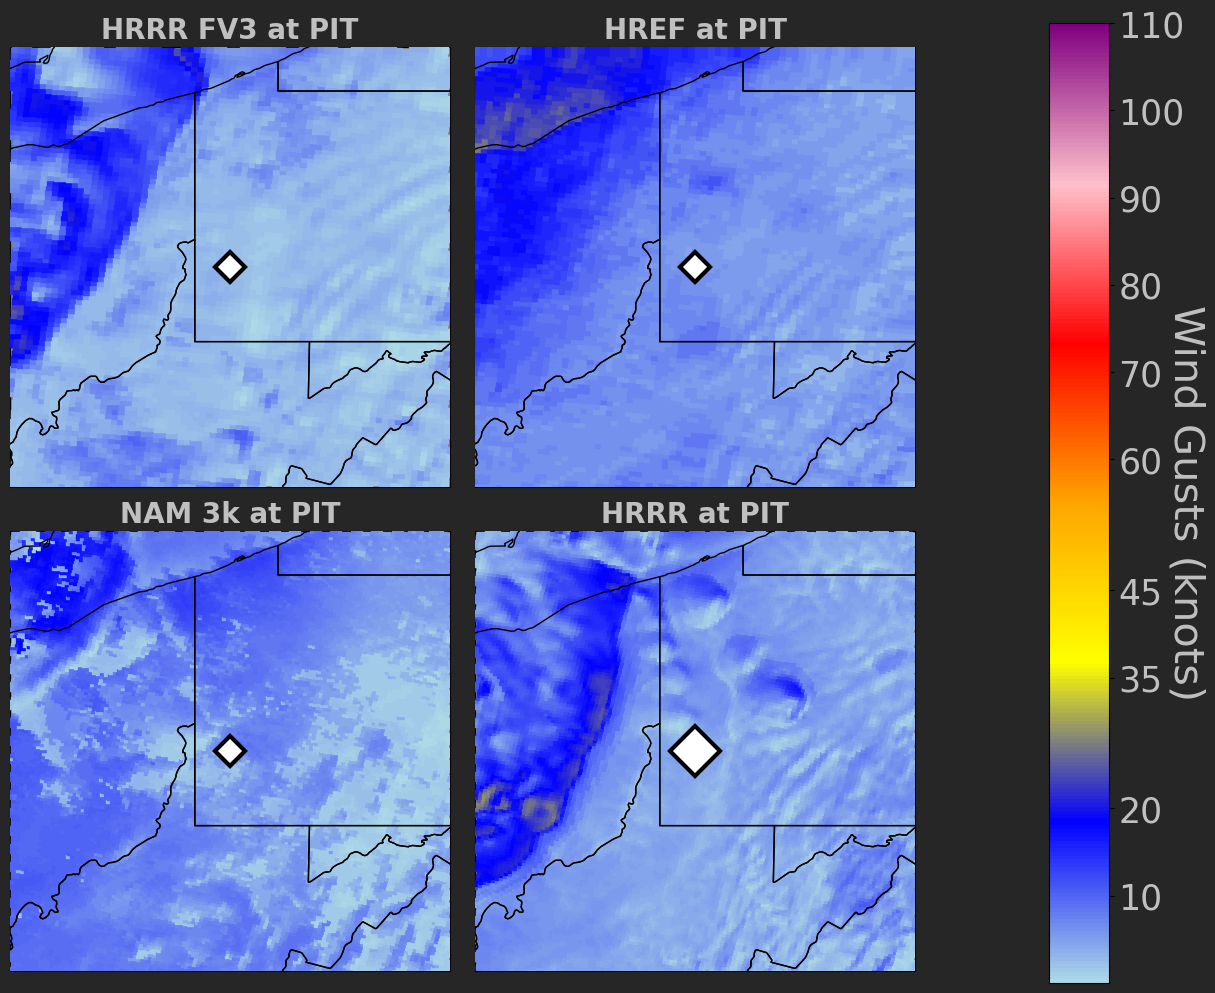 HRRR FV3 at PIT
HREF at PIT
NAM 3k at PIT
HRRR at PIT
110
100
90
80
70
60
45
35
20
10
Wind Gusts (knots)